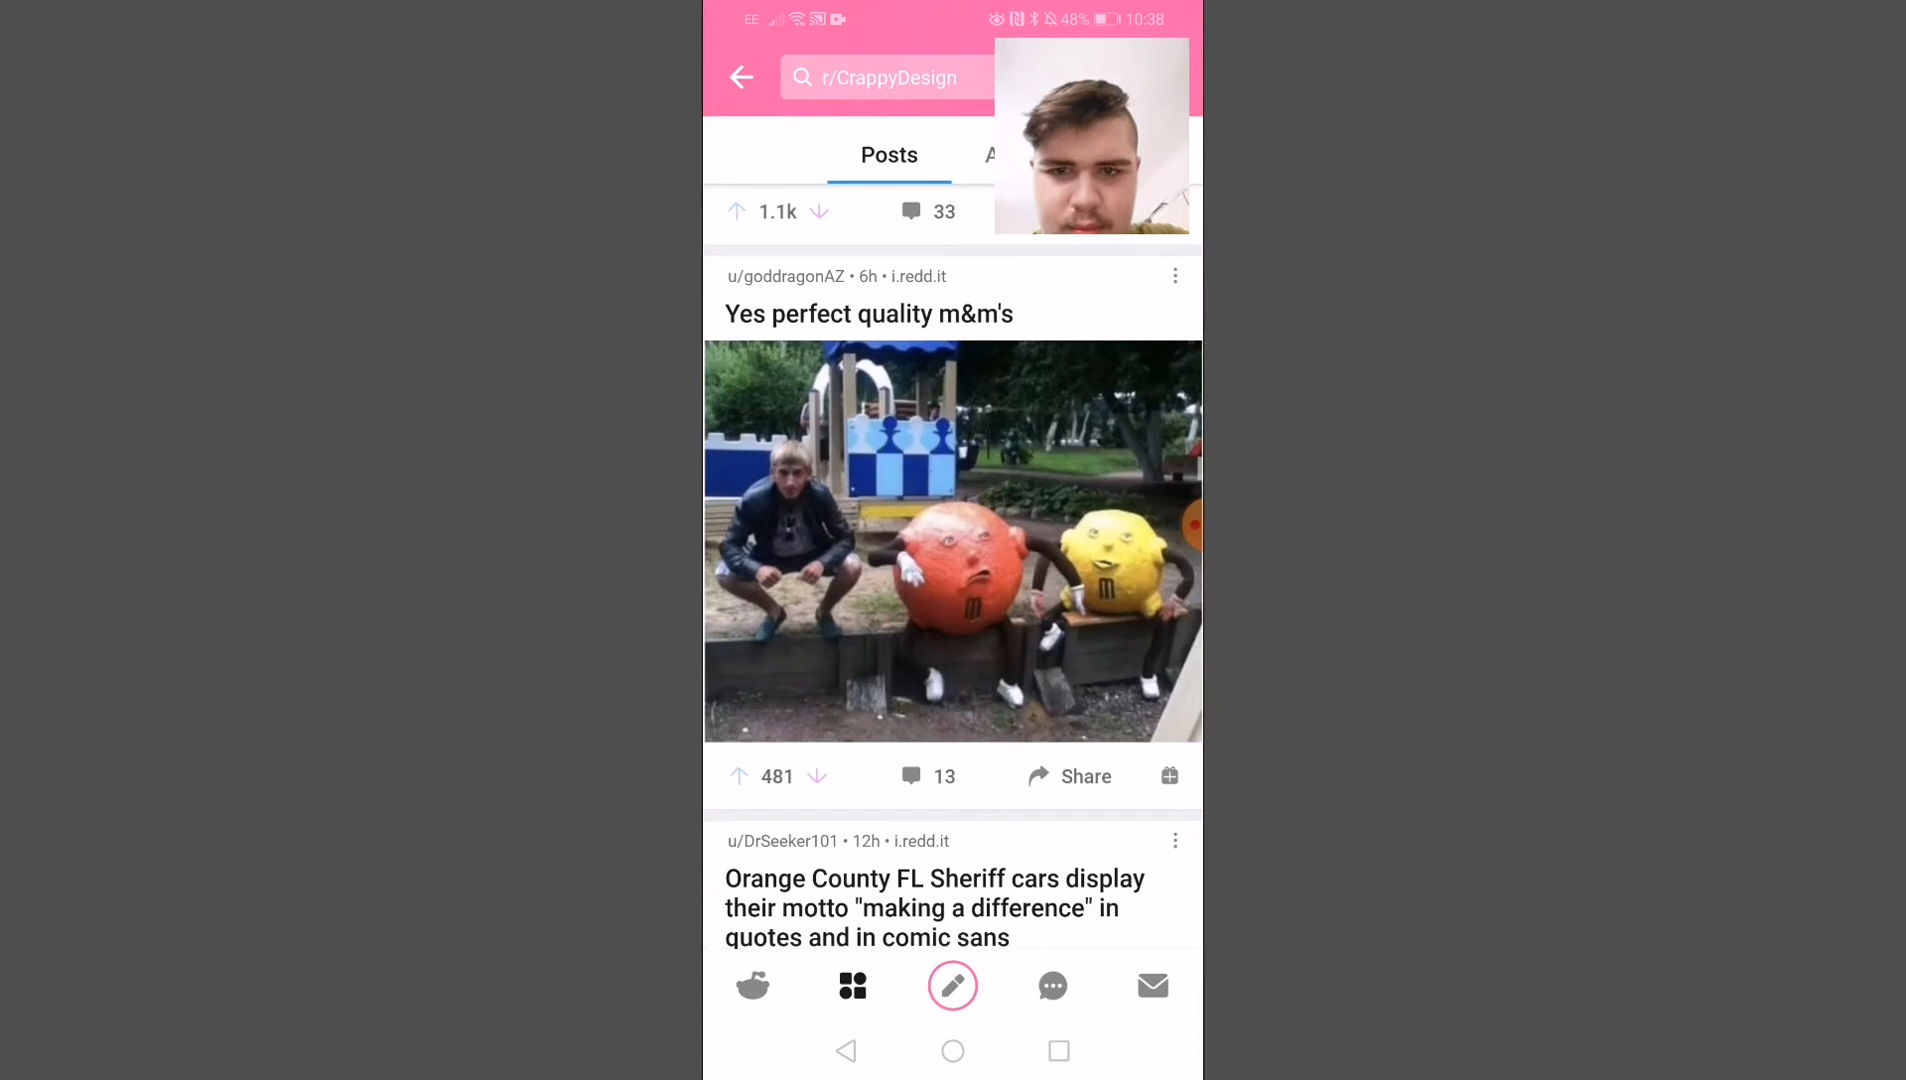 EE 48% 10:38
r/CrappyDesign
Posts A
1.1k 33
u/goddragonAZ • 6h • i.redd.it
Yes perfect quality m&m's
m m
481 13 Share
u/DrSeeker101 • 12h • i.redd.it
Orange County FL Sheriff cars display
their motto "making a difference" in
quotes and in comic sans